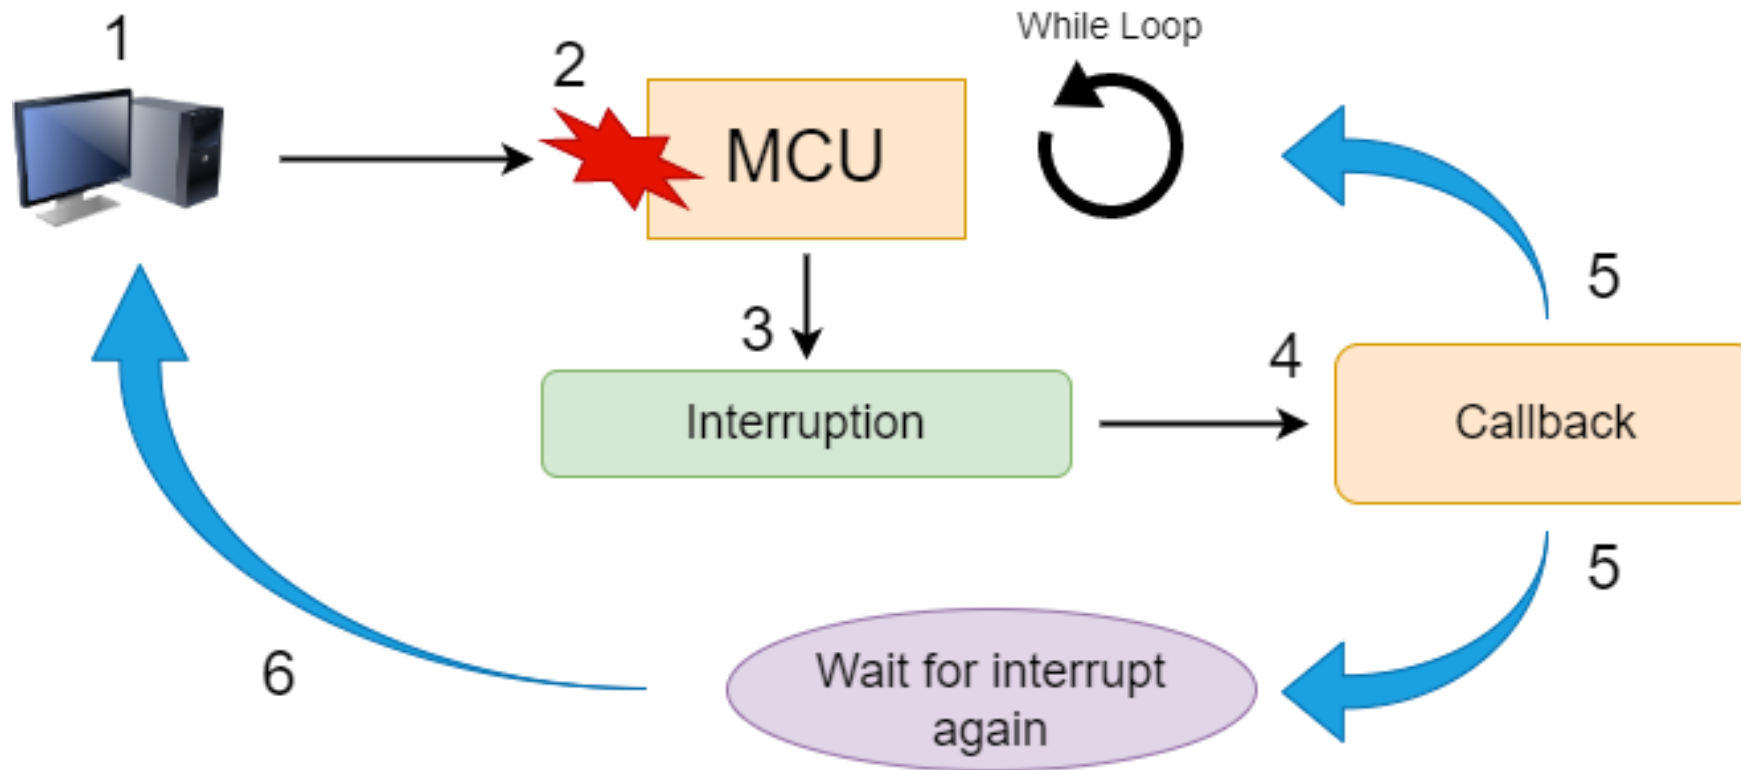 While Loop
1
2
MCU
5
3
4
Interruption
Callback
5
6
Wait for interrupt
again